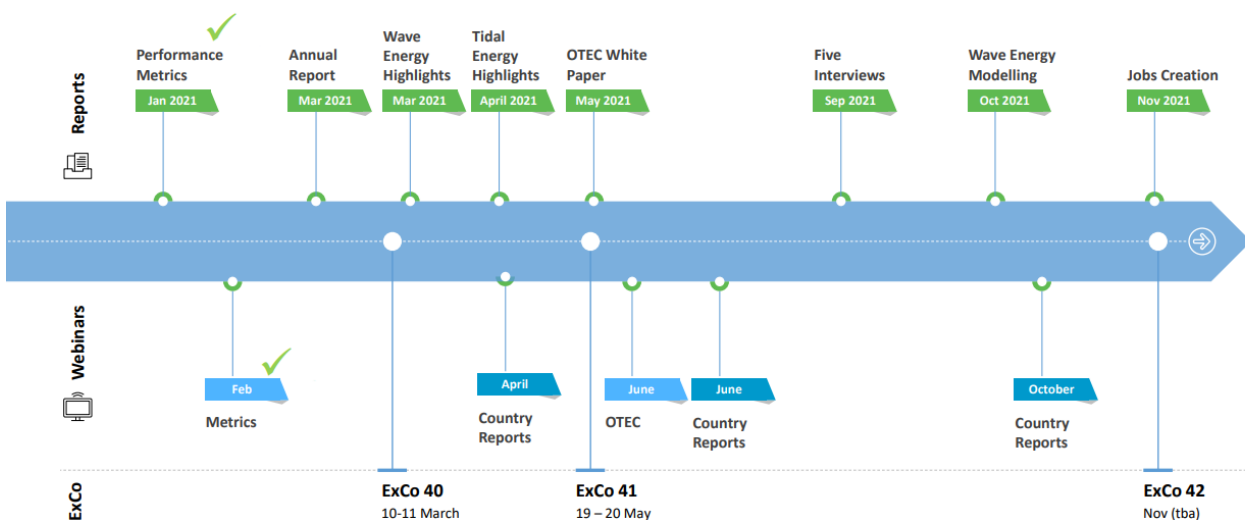 Reports
Performance
Metrics
Jan 2021
Annual
Report
Mar 2021
Wave
Energy
Highlights
Mar 2021
Tidal
Energy
Highlights
April 2021
OTEC White
Paper
May 2021
Five
Interviews
Sep 2021
Wave Energy
Modelling
Oct 2021
Jobs Creation
Nov 2021
Webinars
Feb
Metrics
April
Country
Reports
June
OTEC
June
Country
Reports
October
Country
Reports
ExCo
ExCo 40
10-11 March
ExCo 41
19 – 20 May
ExCo 42
Nov (tba)